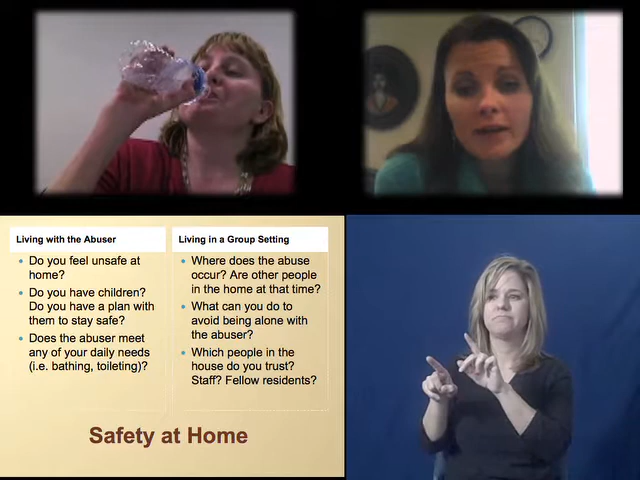 Living with the Abuser
Do you feel unsafe at
home?
Do you have children?
Do you have a plan with
them to stay safe?
Does the abuser meet
any of your daily needs
(i.e. bathing, toileting)?
Living in a Group Setting
Where does the abuse
occur? Are other people
in the home at that time?
What can you do to
avoid being alone with
the abuser?
Which people in the
house do you trust?
Staff? Fellow residents?
Safety at Home